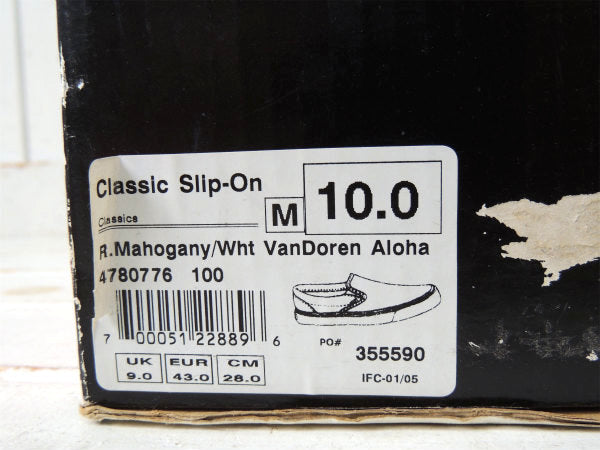 Classic Slip-On
Classics
M 10.0
R.Mahogany/Wht VanDoren Aloha
4780776 100
7 00051 22889 6
PO# 355590
UK EUR CM
9.0 43.0 28.0
IFC-01/05